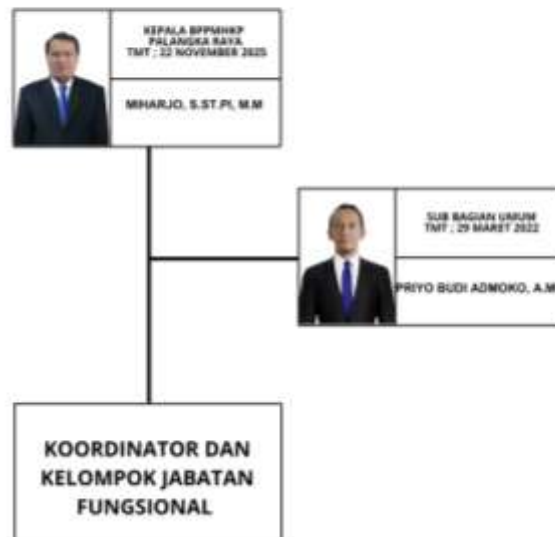 KEPALA BPPMHKP
PALANGKA RAYA
TMT ; 22 NOVEMBER 2025
MIHARJO, S.ST.PI, M.M
SUB BAGIAN UMUM
TMT ; 29 MARET 2022
PRIYO BUDI ADMOKO, A.M
KOORDINATOR DAN
KELOMPOK JABATAN
FUNGSIONAL